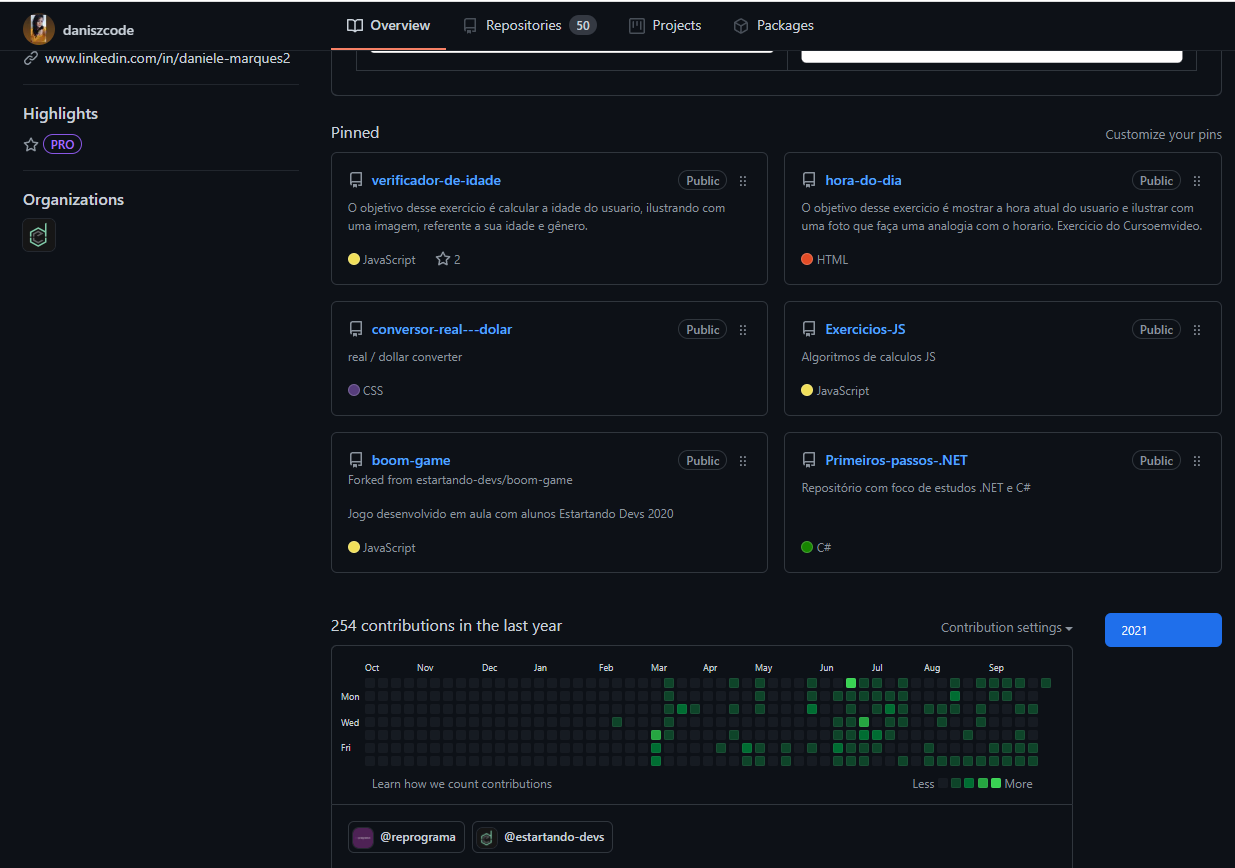 daniszcode
Overview
Repositories 50
Projects
Packages
www.linkedin.com/in/daniele-marques2
Highlights
PRO
Organizations
Pinned
Customize your pins
verificador-de-idade
Public
O objetivo desse exercicio é calcular a idade do usuario, ilustrando com
uma imagem, referente a sua idade e gênero.
JavaScript
2
hora-do-dia
Public
O objetivo desse exercicio é mostrar a hora atual do usuario e ilustrar com
uma foto que faça uma analogia com o horario. Exercicio do Cursoemvideo.
HTML
conversor-real---dolar
Public
real / dollar converter
CSS
Exercicios-JS
Public
Algoritmos de calculos JS
JavaScript
boom-game
Public
Forked from estartando-devs/boom-game
Jogo desenvolvido em aula com alunos Estartando Devs 2020
JavaScript
Primeiros-passos-.NET
Public
Repositório com foco de estudos .NET e C#
C#
254 contributions in the last year
Contribution settings
2021
Oct Nov Dec Jan Feb Mar Apr May Jun Jul Aug Sep
Mon
Wed
Fri
Learn how we count contributions
Less More
@reprograma
@estartando-devs